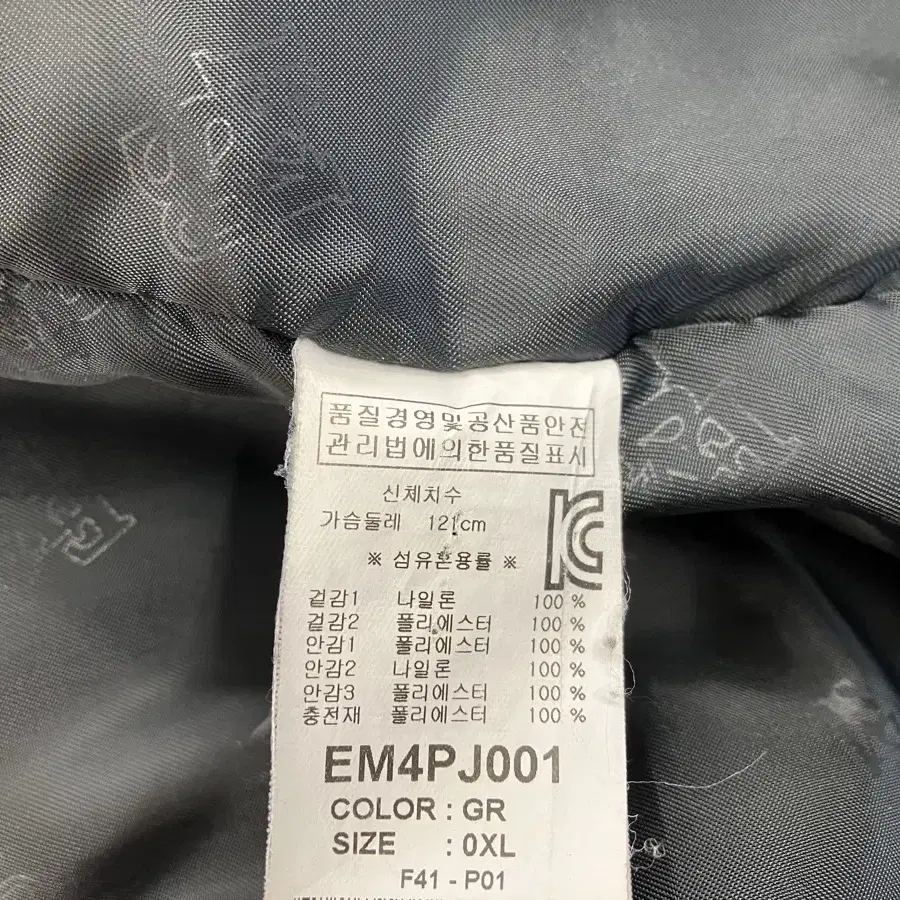 품질경영및공산품안전
관리법에의한품질표시
신체치수
가슴둘레 121cm
※ 섬유혼용률 ※
겉감1 나일론 100 %
겉감2 폴리에스터 100 %
안감1 폴리에스터 100 %
안감2 나일론 100 %
안감3 폴리에스터 100 %
충전재 폴리에스터 100 %
EM4PJ001
COLOR : GR
SIZE : 0XL
F41 - P01